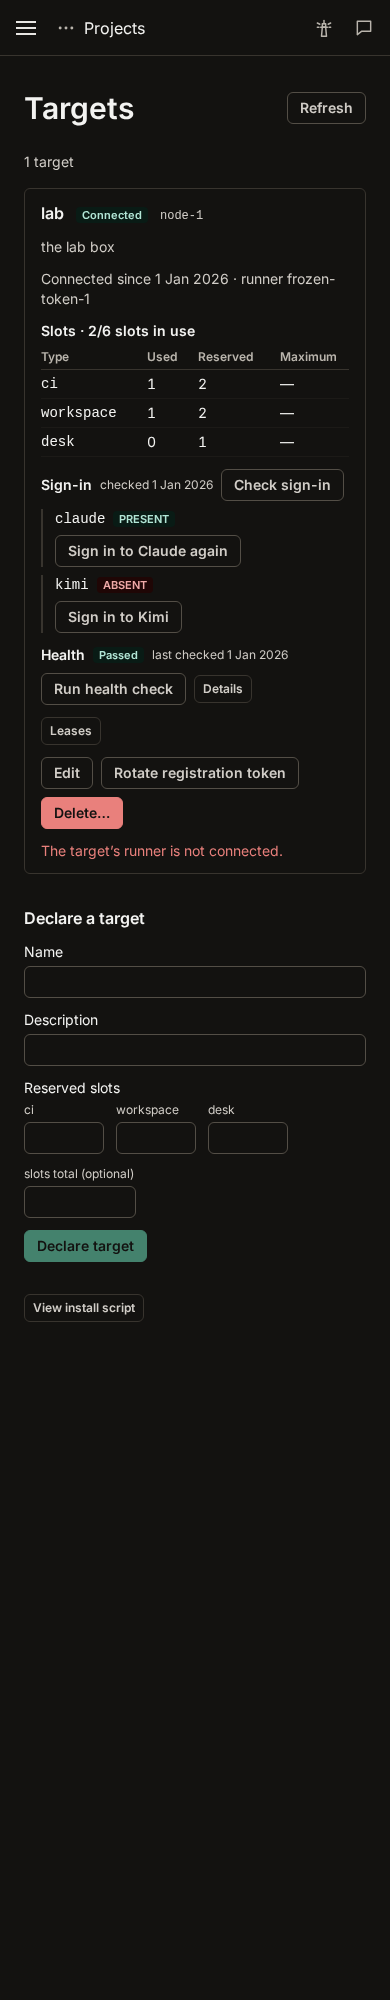 Projects
Targets
Refresh
1 target
lab Connected node-1
the lab box
Connected since 1 Jan 2026 · runner frozen-
token-1
Slots · 2/6 slots in use
Type Used Reserved Maximum
ci 1 2 —
workspace 1 2 —
desk 0 1 —
Sign-in checked 1 Jan 2026 Check sign-in
claude PRESENT
Sign in to Claude again
kimi ABSENT
Sign in to Kimi
Health Passed last checked 1 Jan 2026
Run health check Details
Leases
Edit Rotate registration token
Delete…
The target’s runner is not connected.
Declare a target
Name
Description
Reserved slots
ci workspace desk
slots total (optional)
Declare target
View install script